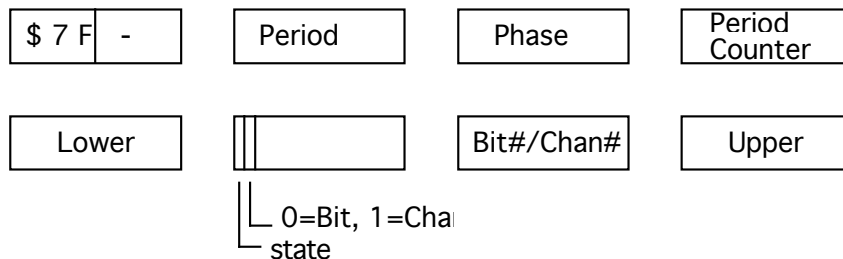 $ 7 F -
Period
Phase
Period
Counter
Lower
Bit#/Chan#
Upper
0=Bit, 1=Cha
state